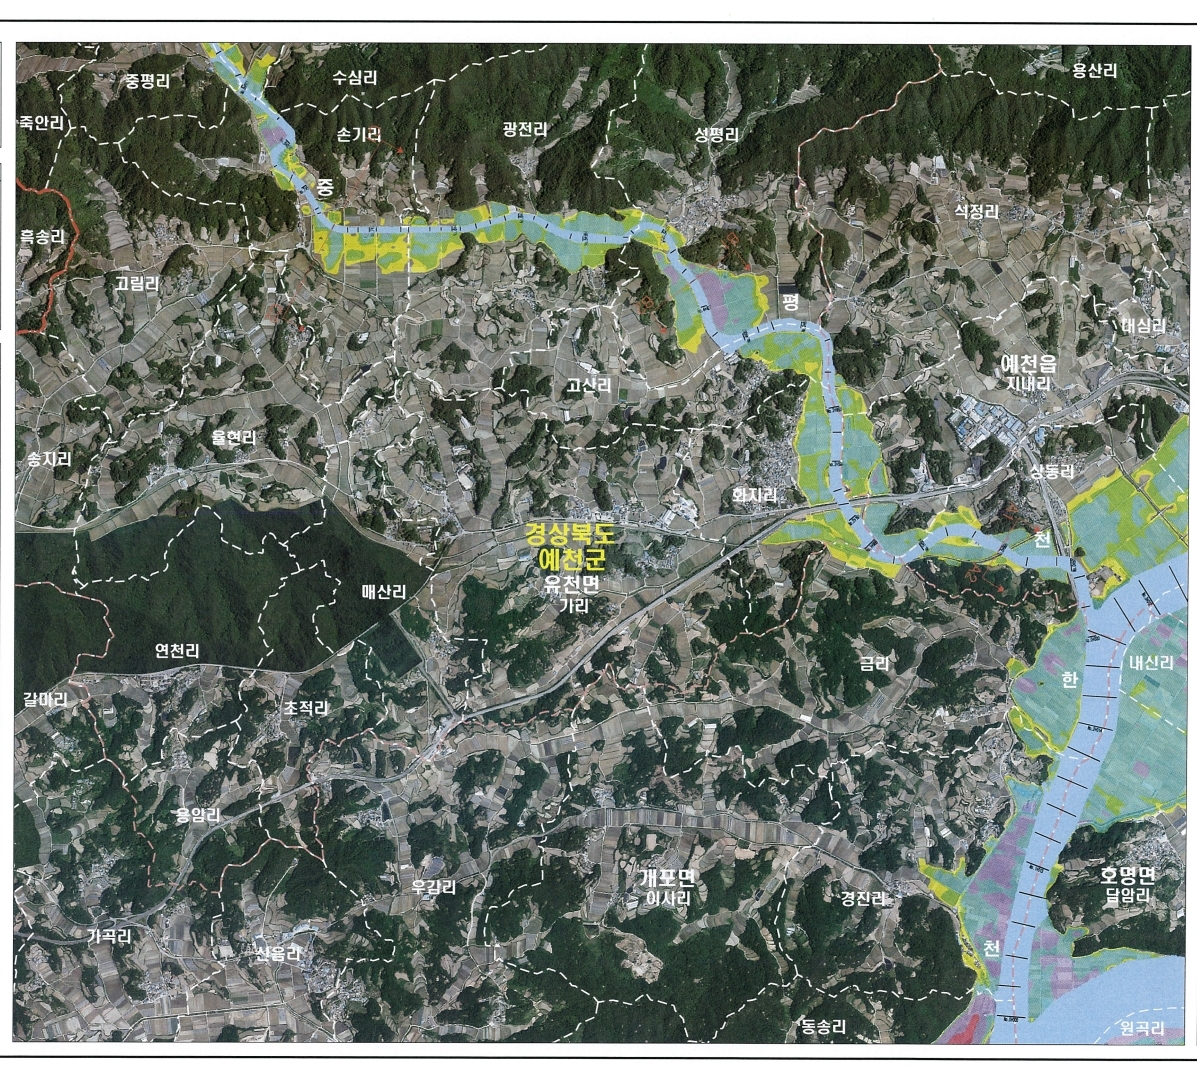 중평리
수심리
용산리
죽안리
손기리
광전리
성평리
중
석정리
흑송리
고림리
평
대심리
예천읍
지내리
고산리
율현리
송지리
상동리
화지리
경상북도
예천군
유천면
가리
천
매산리
연천리
금리
내신리
한
갈마리
초적리
용암리
개포면
이사리
우감리
경진리
호명면
담암리
가곡리
신음리
천
동송리
원곡리